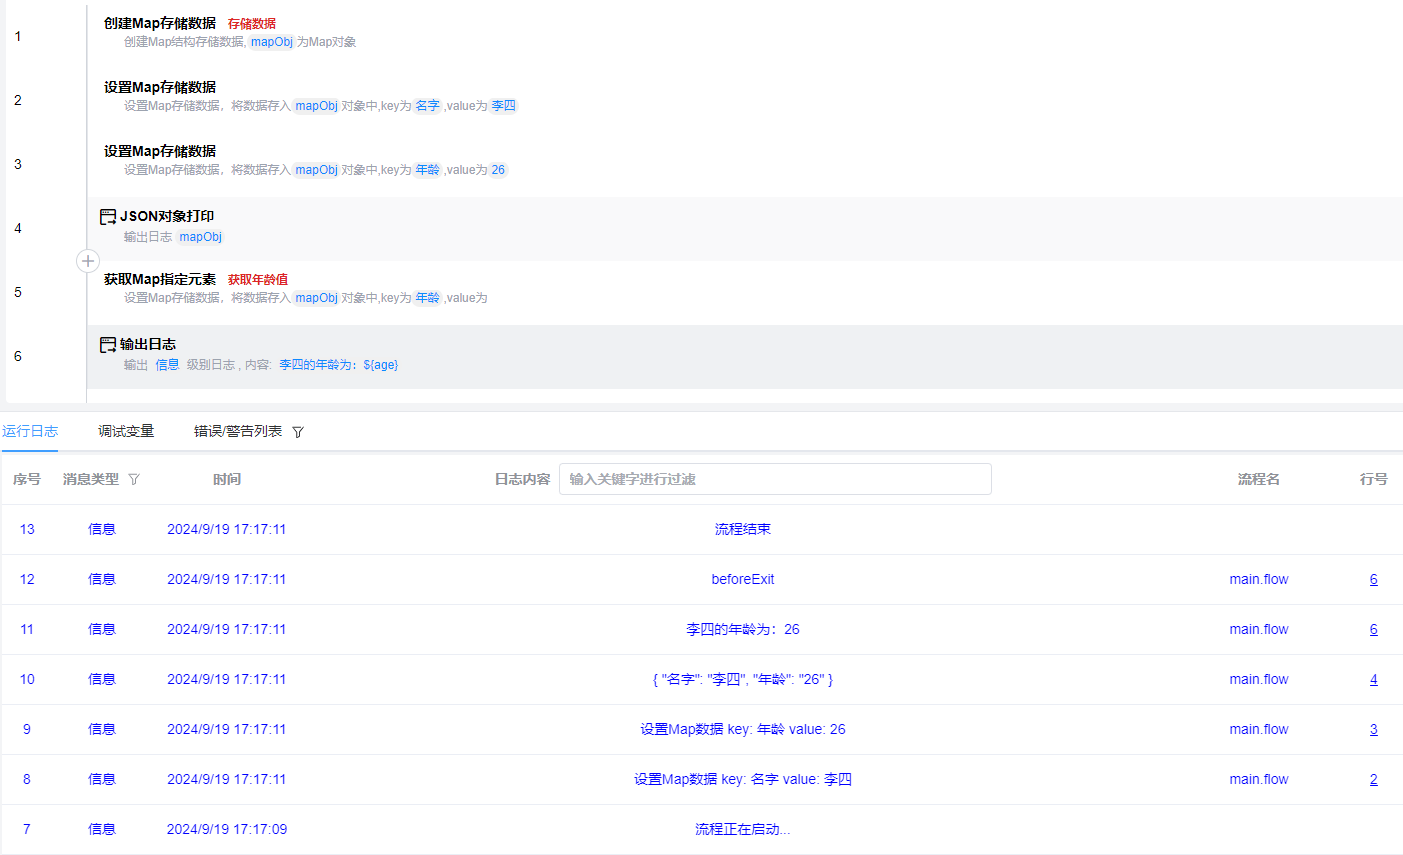 1
创建Map存储数据 存储数据
创建Map结构存储数据, mapObj 为Map对象
2
设置Map存储数据
设置Map存储数据，将数据存入 mapObj 对象中,key为 名字 ,value为 李四
3
设置Map存储数据
设置Map存储数据，将数据存入 mapObj 对象中,key为 年龄 ,value为 26
4
JSON对象打印
输出日志 mapObj
5
获取Map指定元素 获取年龄值
设置Map存储数据，将数据存入 mapObj 对象中,key为 年龄 ,value为
6
输出日志
输出 信息 级别日志 , 内容: 李四的年龄为：${age}
运行日志 调试变量 错误/警告列表
序号 消息类型 时间 日志内容 输入关键字进行过滤 流程名 行号
13 信息 2024/9/19 17:17:11 流程结束
12 信息 2024/9/19 17:17:11 beforeExit main.flow 6
11 信息 2024/9/19 17:17:11 李四的年龄为：26 main.flow 6
10 信息 2024/9/19 17:17:11 { "名字": "李四", "年龄": "26" } main.flow 4
9 信息 2024/9/19 17:17:11 设置Map数据 key: 年龄 value: 26 main.flow 3
8 信息 2024/9/19 17:17:11 设置Map数据 key: 名字 value: 李四 main.flow 2
7 信息 2024/9/19 17:17:09 流程正在启动...